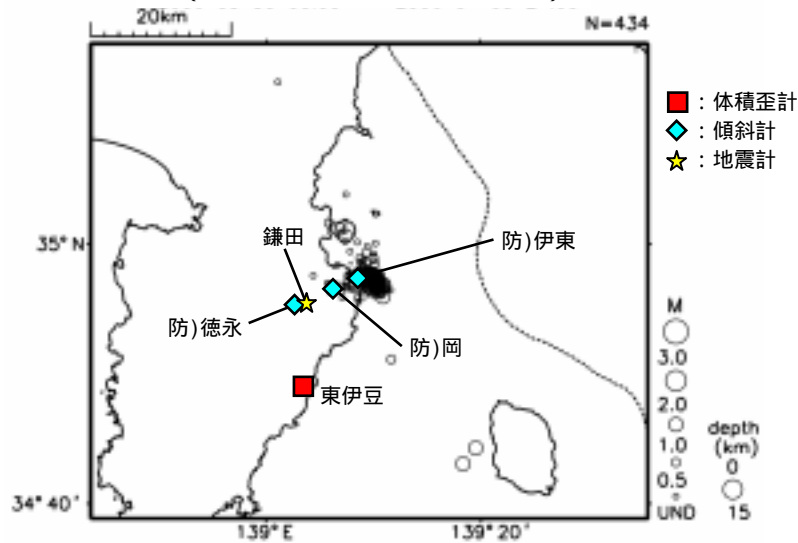 20km
N=434
：体積歪計
：傾斜計
：地震計
35°N
鎌田
防)伊東
防)徳永
防)岡
東伊豆
M
3.0
2.0
1.0
0.5
UND
depth
(km)
0
15
34°40'
139°E
139°20'